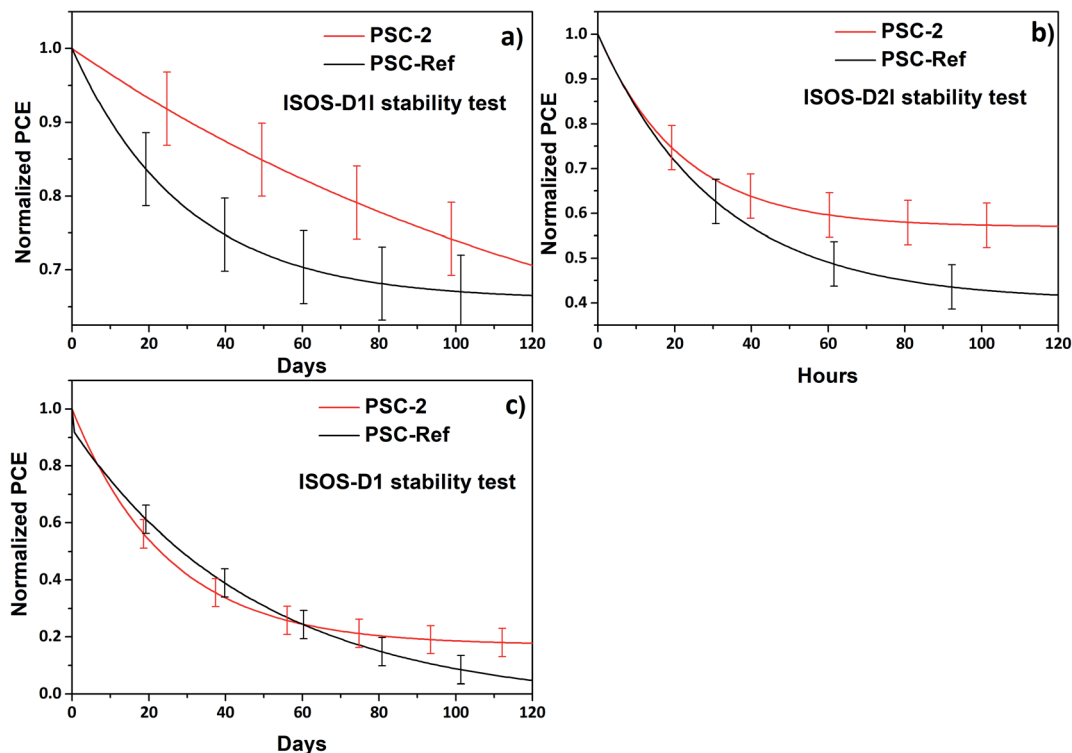 PSC-2
PSC-Ref
a)
ISOS-D1I stability test
Normalized PCE
1.0
0.9
0.8
0.7
0 20 40 60 80 100 120
Days
PSC-2
PSC-Ref
b)
ISOS-D2I stability test
Normalized PCE
1.0
0.9
0.8
0.7
0.6
0.5
0.4
0 20 40 60 80 100 120
Hours
PSC-2
PSC-Ref
c)
ISOS-D1 stability test
Normalized PCE
1.0
0.8
0.6
0.4
0.2
0.0
0 20 40 60 80 100 120
Days